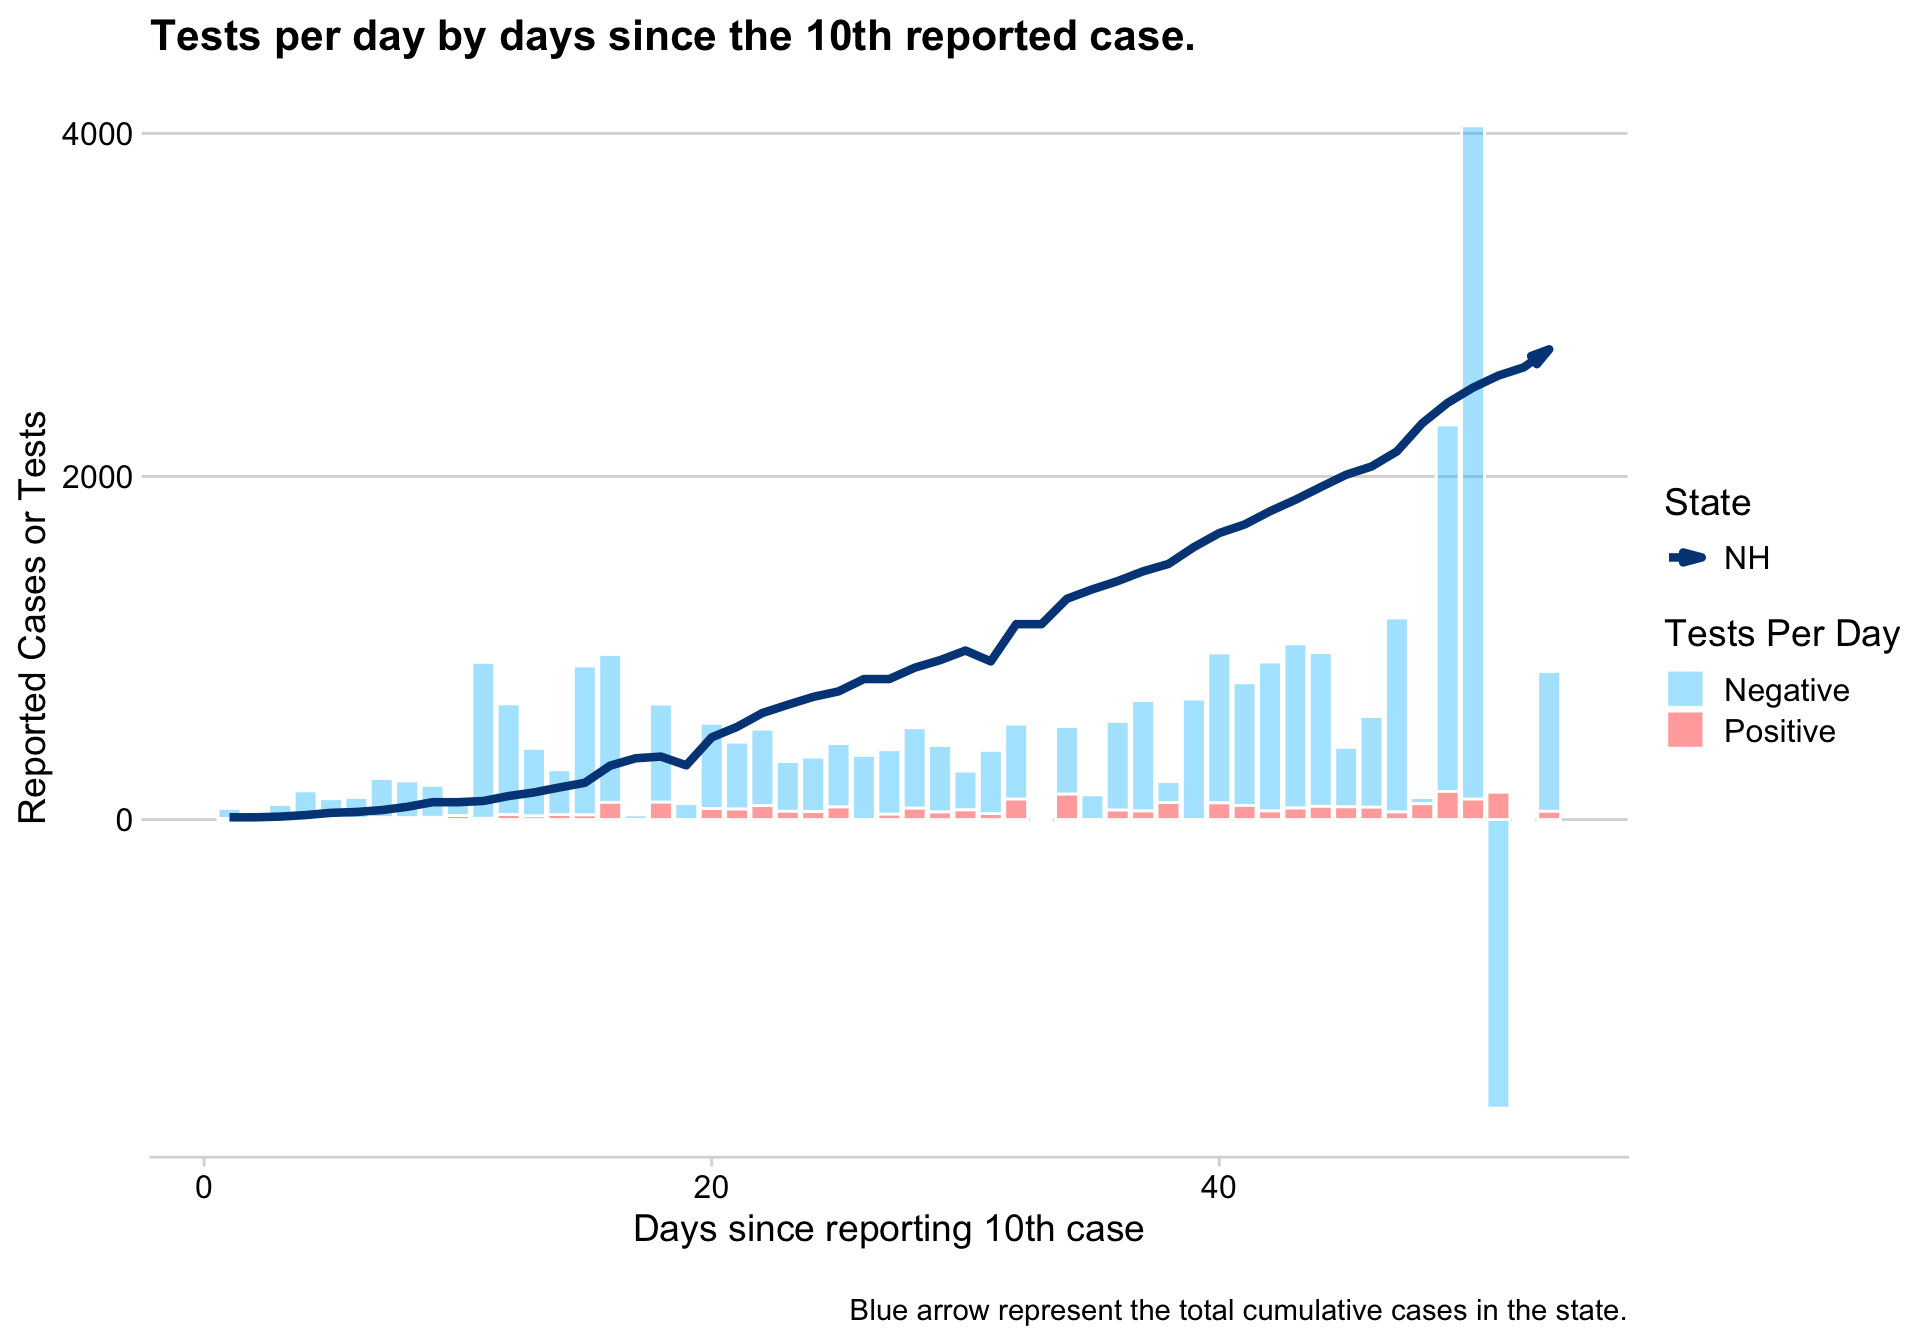 Tests per day by days since the 10th reported case.
4000
2000
0
Reported Cases or Tests
0
20
40
Days since reporting 10th case
State
NH
Tests Per Day
Negative
Positive
Blue arrow represent the total cumulative cases in the state.